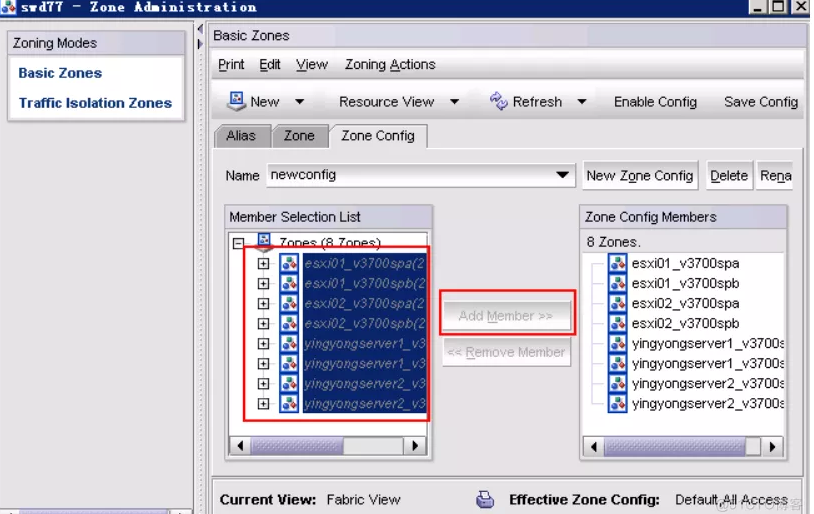 swd77 - Zone Administration
Zoning Modes
Basic Zones
Traffic Isolation Zones
Basic Zones
Print Edit View Zoning Actions
New Resource View Refresh Enable Config Save Config
Alias Zone Zone Config
Name newconfig New Zone Config Delete Rena
Member Selection List
Zones (8 Zones)
esxi01_v3700spa(2
esxi01_v3700spb(2
esxi02_v3700spa(2
esxi02_v3700spb(2
yingyongserver1_v3
yingyongserver1_v3
yingyongserver2_v3
yingyongserver2_v3
Add Member >>
<< Remove Member
Zone Config Members
8 Zones.
esxi01_v3700spa
esxi01_v3700spb
esxi02_v3700spa
esxi02_v3700spb
yingyongserver1_v3700s
yingyongserver1_v3700s
yingyongserver2_v3700s
yingyongserver2_v3700s
Current View: Fabric View Effective Zone Config: Default,All Access